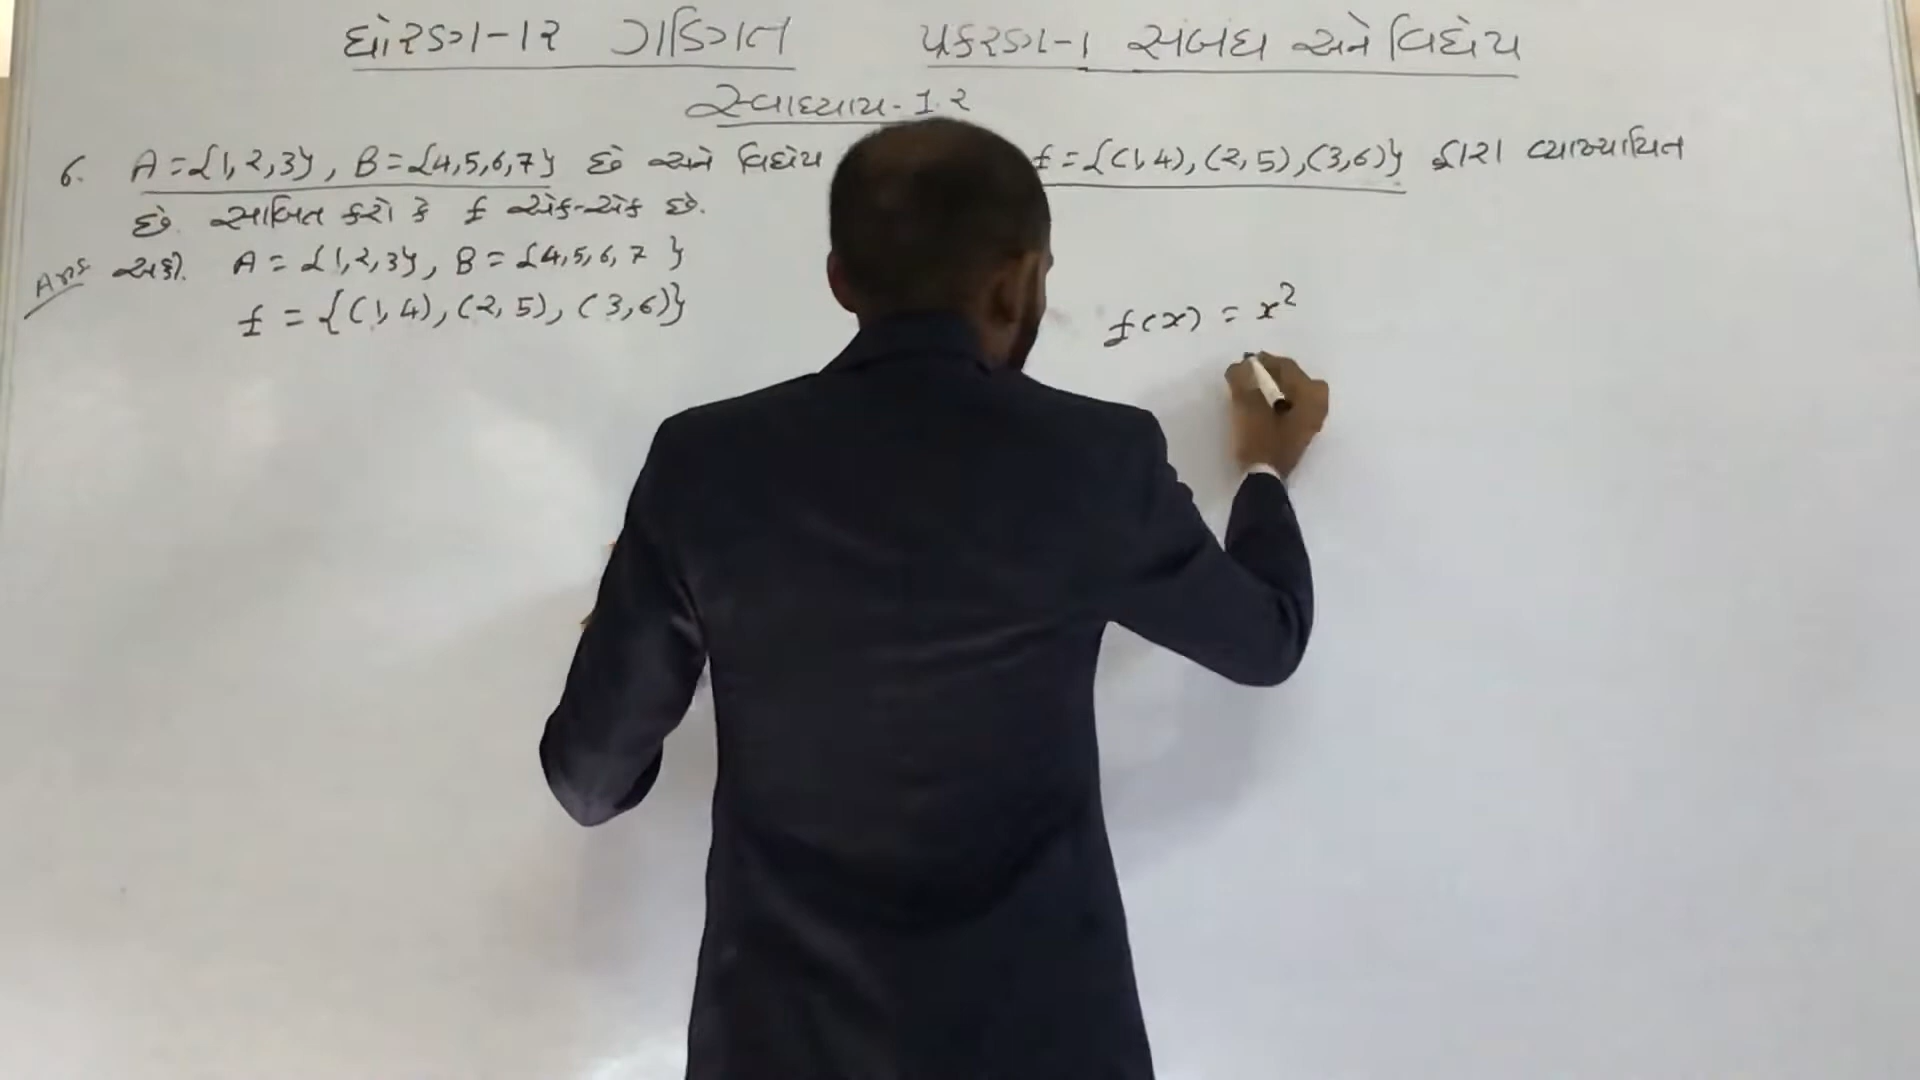 ધોરણ-૧૨ ગણિત પ્રકરણ-૧ સંબંધ અને વિધેય
સ્વાધ્યાય-1.2
6. A={1,2,3}, B={4,5,6,7} છે અને વિધેય f={(1,4),(2,5),(3,6)} દ્વારા વ્યાખ્યાયિત
છે. સાબિત કરો કે f એક-એક છે.
Ans અહીં. A = {1,2,3}, B = {4,5,6,7}
f = {(1,4),(2,5),(3,6)}
f(x) = x²